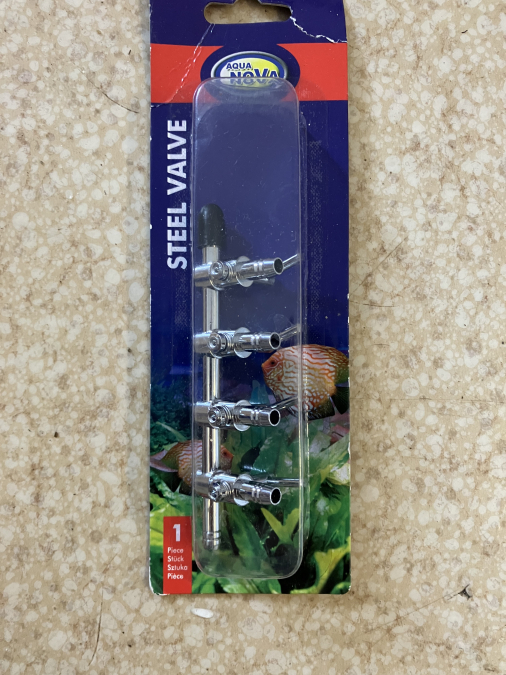 AQUA
NOVA
STEEL VALVE
1
Piece
Stück
Sztuka
Pièce